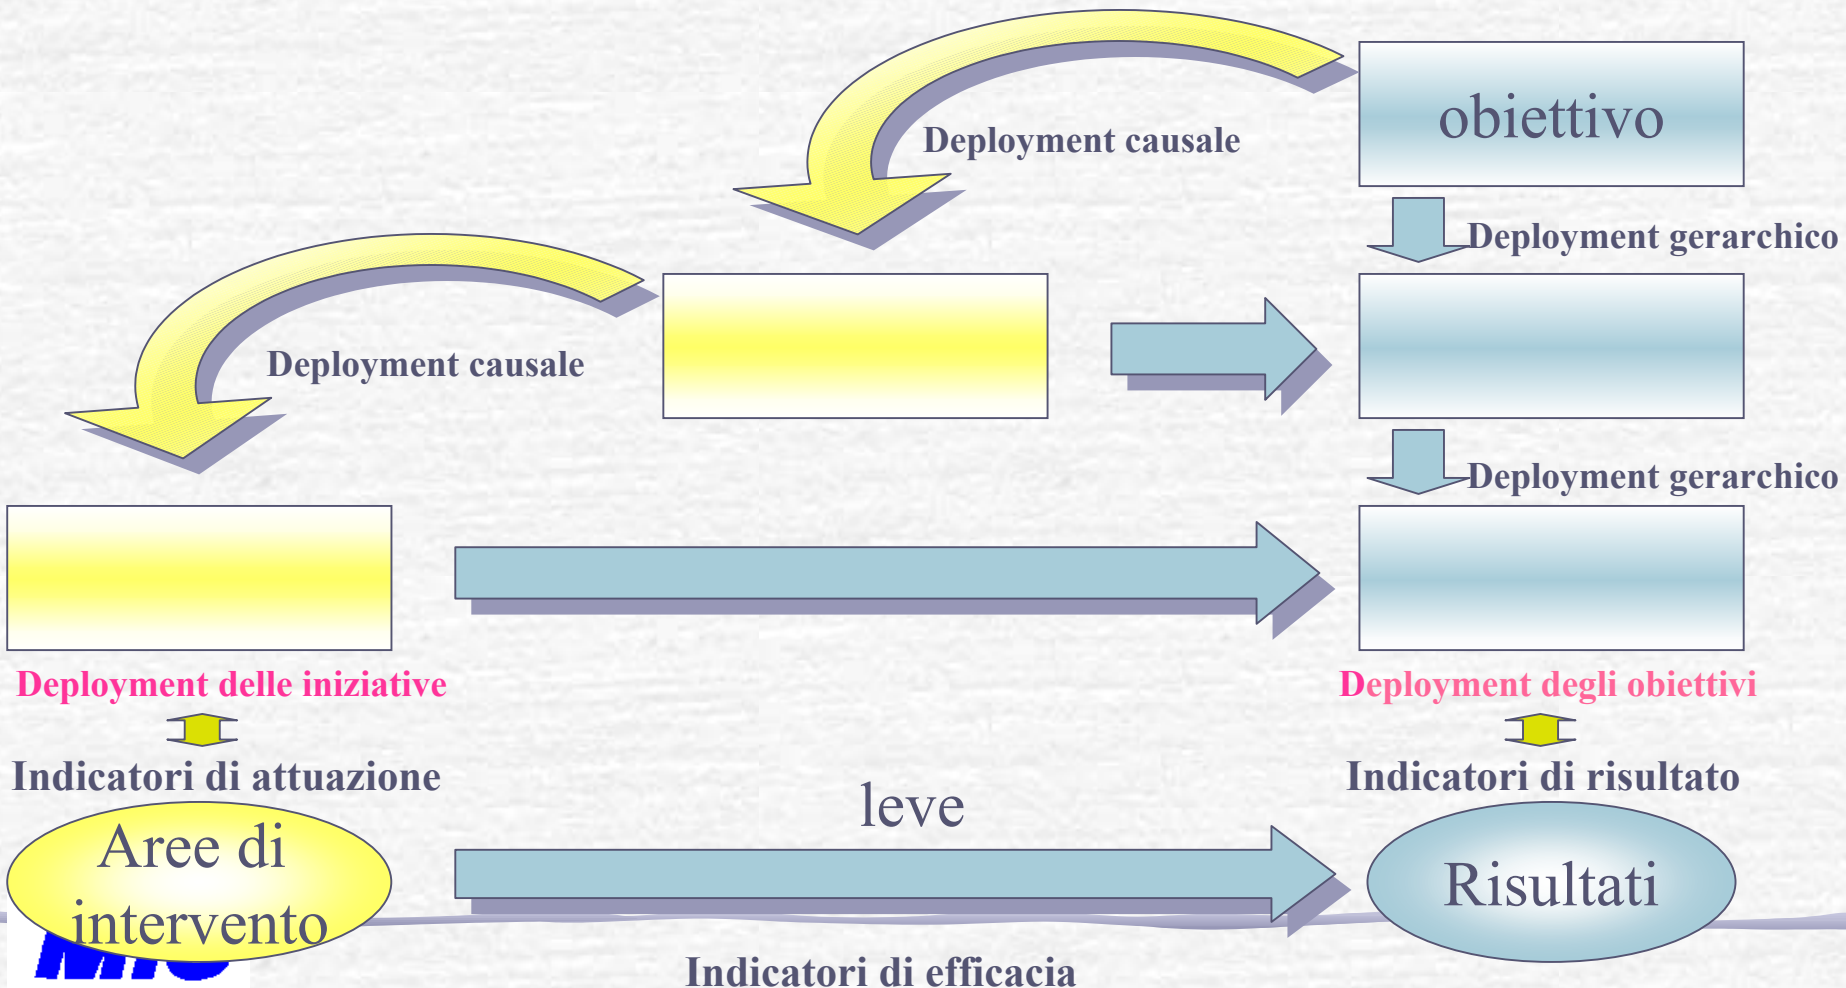 obiettivo
Deployment causale
Deployment gerarchico
Deployment causale
Deployment gerarchico
Deployment delle iniziative
Deployment degli obiettivi
Indicatori di attuazione
Indicatori di risultato
leve
Aree di
intervento
Risultati
Indicatori di efficacia